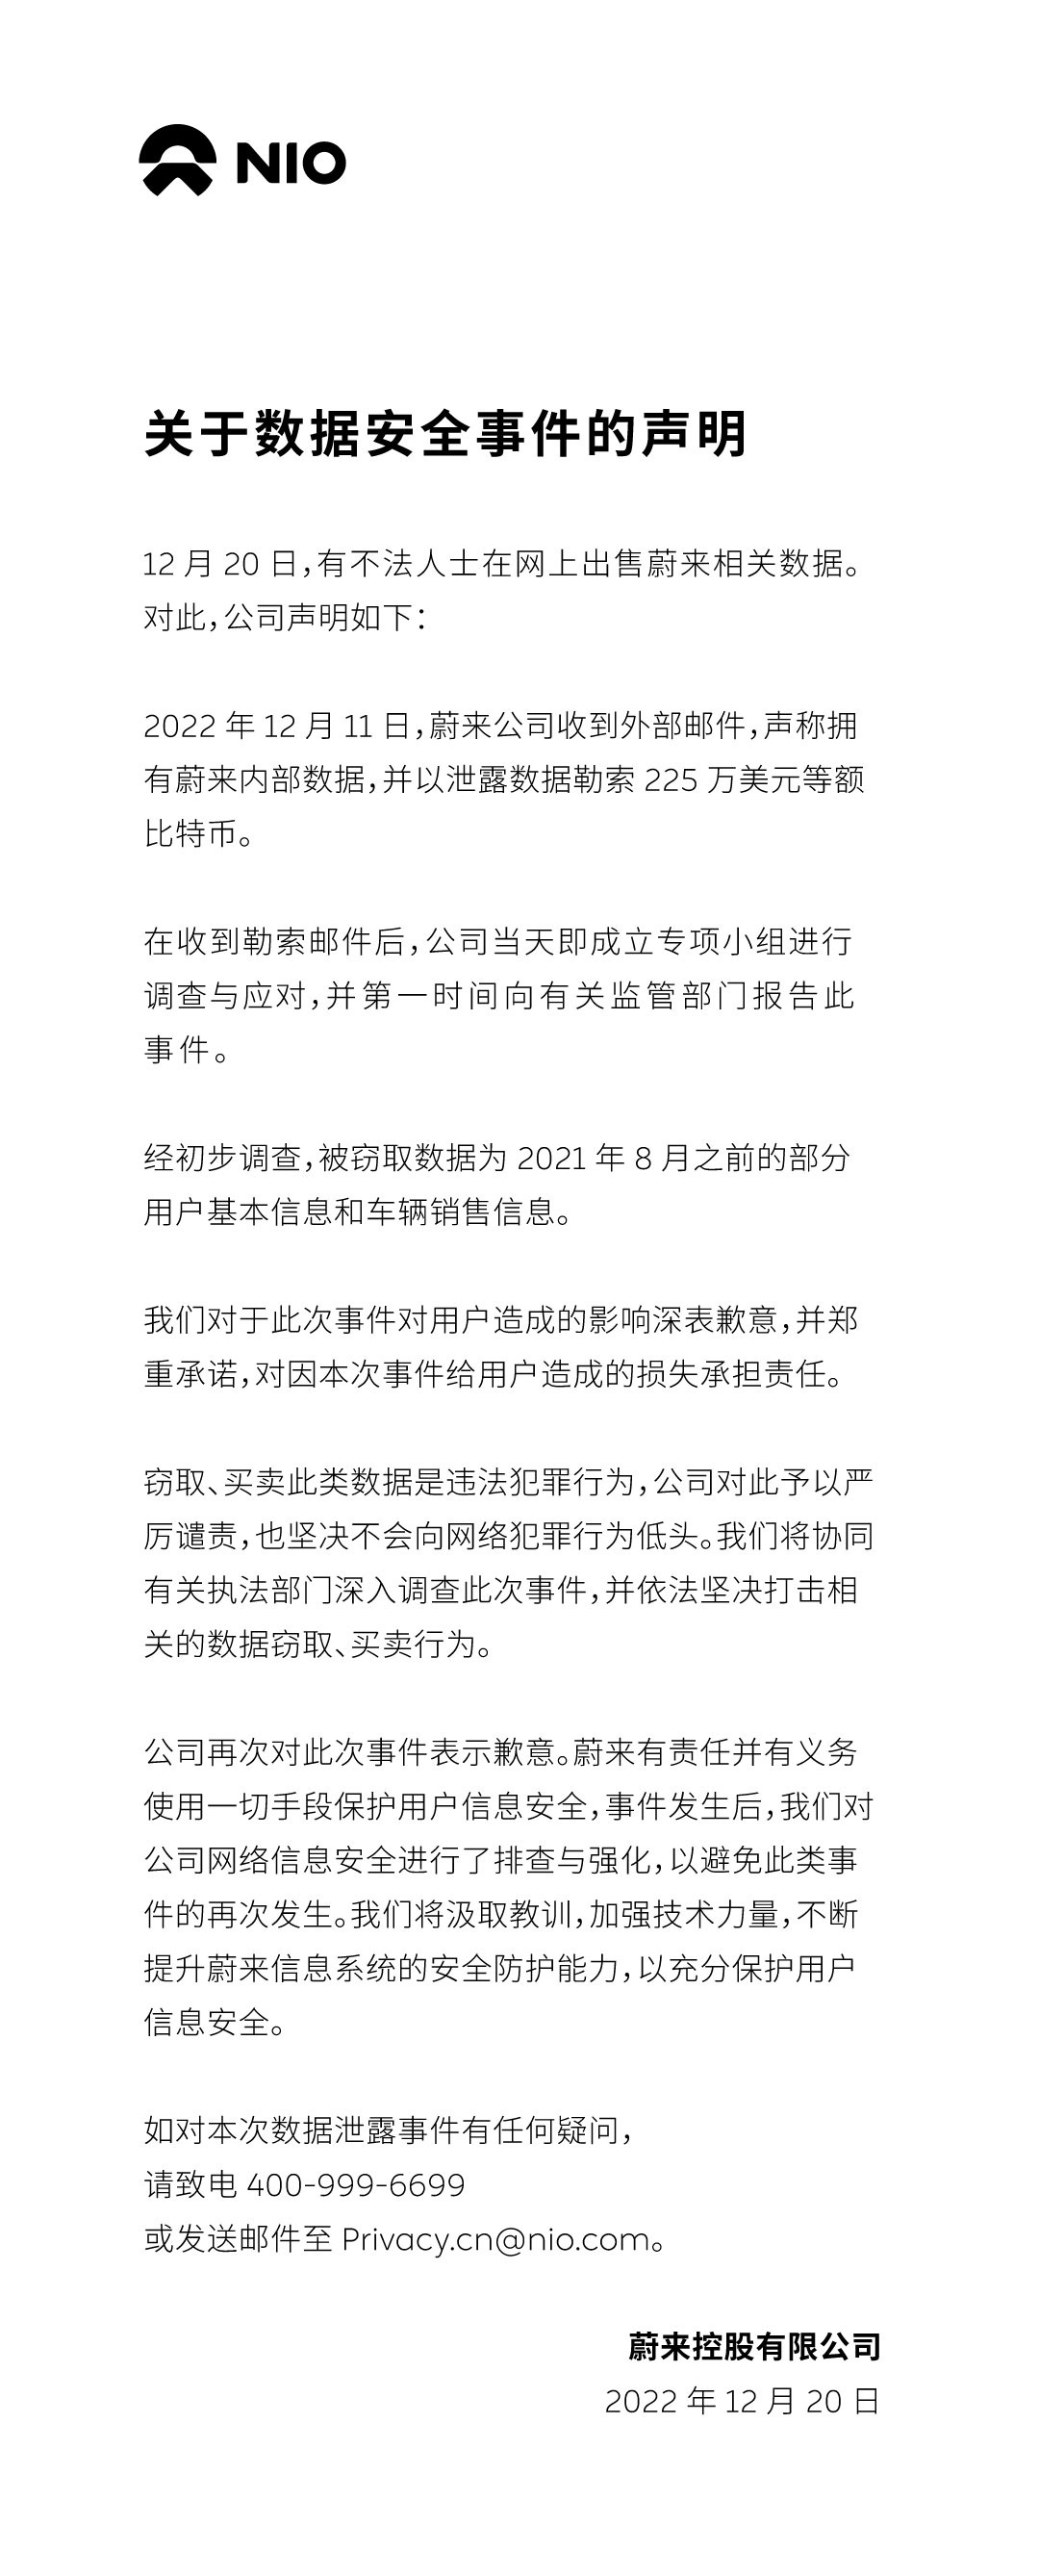 NIO
关于数据安全事件的声明
12 月 20 日，有不法人士在网上出售蔚来相关数据。
对此，公司声明如下：
2022 年 12 月 11 日，蔚来公司收到外部邮件，声称拥
有蔚来内部数据，并以泄露数据勒索 225 万美元等额
比特币。
在收到勒索邮件后，公司当天即成立专项小组进行
调查与应对，并第一时间向有关监管部门报告此
事件。
经初步调查，被窃取数据为 2021 年 8 月之前的部分
用户基本信息和车辆销售信息。
我们对于此次事件对用户造成的影响深表歉意，并郑
重承诺，对因本次事件给用户造成的损失承担责任。
窃取、买卖此类数据是违法犯罪行为，公司对此予以严
厉谴责，也坚决不会向网络犯罪行为低头。我们将协同
有关执法部门深入调查此次事件，并依法坚决打击相
关的数据窃取、买卖行为。
公司再次对此次事件表示歉意。蔚来有责任并有义务
使用一切手段保护用户信息安全，事件发生后，我们对
公司网络信息安全进行了排查与强化，以避免此类事
件的再次发生。我们将汲取教训，加强技术力量，不断
提升蔚来信息系统的安全防护能力，以充分保护用户
信息安全。
如对本次数据泄露事件有任何疑问，
请致电 400-999-6699
或发送邮件至 Privacy.cn@nio.com。
蔚来控股有限公司
2022 年 12 月 20 日